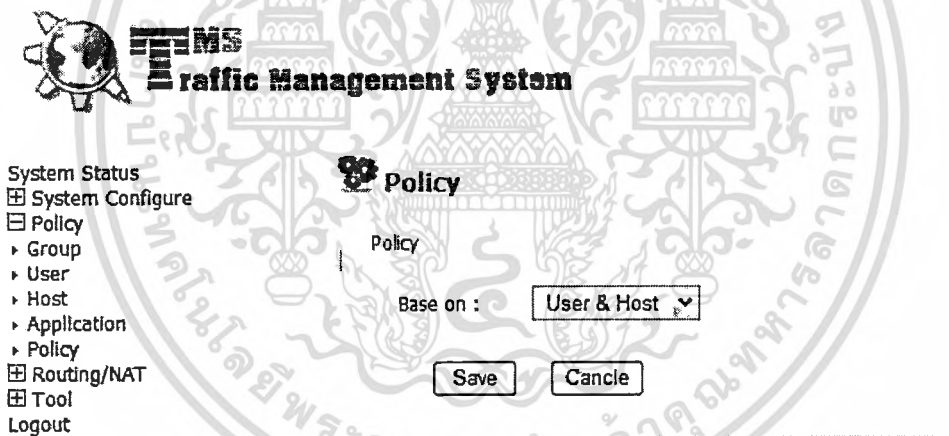 TMS
Traffic Management System
System Status
System Configure
Policy
Group
User
Host
Application
Policy
Routing/NAT
Tool
Logout
Policy
Policy
Base on :
User & Host
Save
Cancle